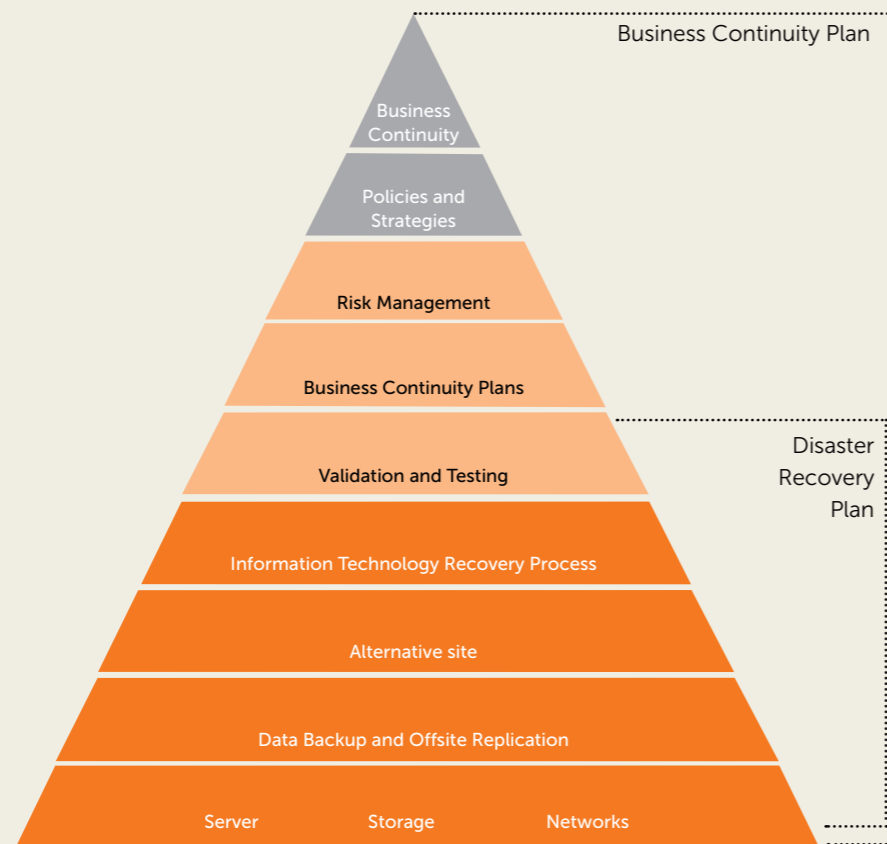 Business Continuity Plan
Business
Continuity
Policies and
Strategies
Risk Management
Business Continuity Plans
Disaster
Recovery
Plan
Validation and Testing
Information Technology Recovery Process
Alternative site
Data Backup and Offsite Replication
Server Storage Networks